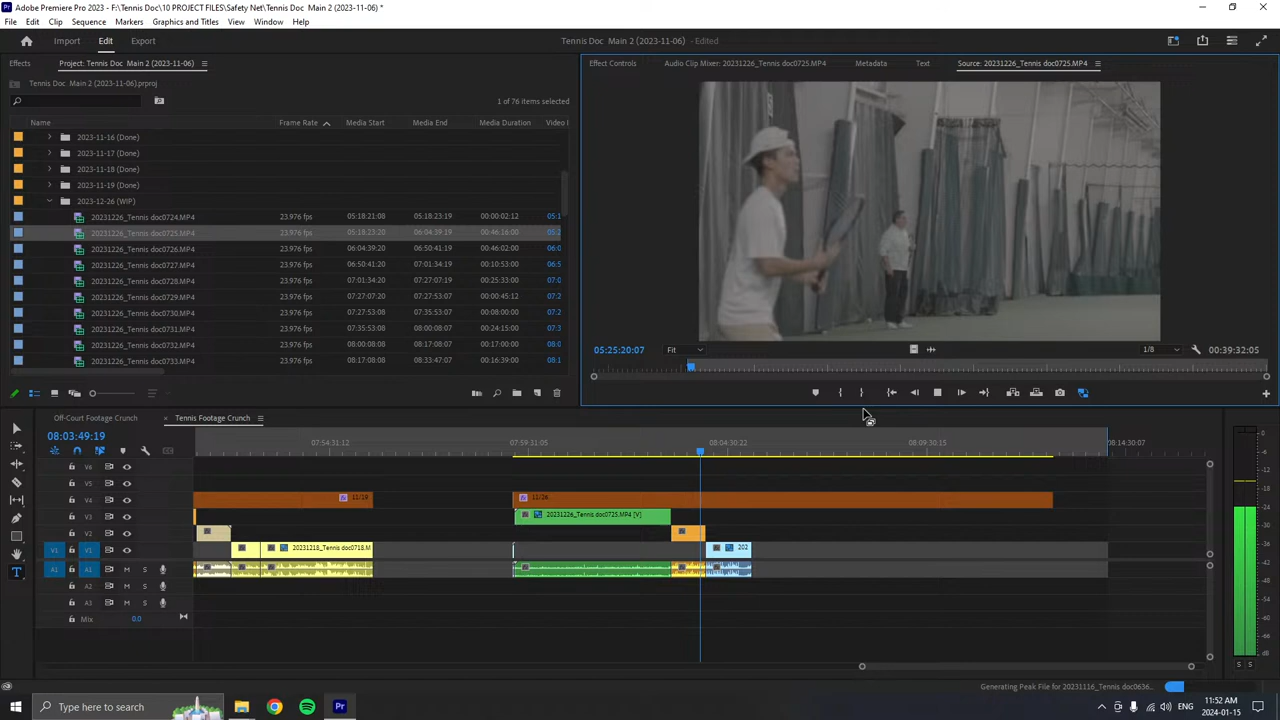 Adobe Premiere Pro 2023 - F:\Tennis Doc\10 PROJECT FILES\Safety Net\Tennis Doc Main 2 (2023-11-06) *
File Edit Clip Sequence Markers Graphics and Titles View Window Help
Import Edit Export Tennis Doc Main 2 (2023-11-06) - Edited
Effects Project: Tennis Doc Main 2 (2023-11-06)
Effect Controls Audio Clip Mixer: 20231226_Tennis doc0725.MP4 Metadata Text Source: 20231226_Tennis doc0725.MP4
Tennis Doc Main 2 (2023-11-06).prproj
1 of 76 items selected
Name Frame Rate Media Start Media End Media Duration Video I
2023-11-16 (Done)
2023-11-17 (Done)
2023-11-18 (Done)
2023-11-19 (Done)
2023-12-26 (WIP)
20231226_Tennis doc0724.MP4 23.976 fps 05:18:21:08 05:18:23:19 00:00:02:12 05:1
20231226_Tennis doc0725.MP4 23.976 fps 05:18:23:20 06:04:39:19 00:46:16:00 05:2
20231226_Tennis doc0726.MP4 23.976 fps 06:04:39:20 06:50:41:19 00:46:02:00 06:0
20231226_Tennis doc0727.MP4 23.976 fps 06:50:41:20 07:01:34:19 00:10:53:00 06:5
20231226_Tennis doc0728.MP4 23.976 fps 07:01:34:20 07:27:07:19 00:25:33:00 07:0
20231226_Tennis doc0729.MP4 23.976 fps 07:27:07:20 07:27:53:07 00:00:45:12 07:2
20231226_Tennis doc0730.MP4 23.976 fps 07:27:53:08 07:35:53:07 00:08:00:00 07:2
20231226_Tennis doc0731.MP4 23.976 fps 07:35:53:08 08:00:08:07 00:24:15:00 07:3
20231226_Tennis doc0732.MP4 23.976 fps 08:00:08:08 08:17:08:07 00:17:00:00 08:0
20231226_Tennis doc0733.MP4 23.976 fps 08:17:08:08 08:33:47:07 00:16:39:00 08:1
05:25:20:07 Fit 1/8 00:39:32:05
Off-Court Footage Crunch × Tennis Footage Crunch
08:03:49:19
07:54:31:12 07:59:11:05 08:04:30:22 08:09:30:15 08:14:30:07
V6
V5
V4 11/19 11/26
V3 20231226_Tennis doc0725.MP4 [V]
V2
V1 V1 20231218_Tennis doc0718.M 202
A1 A1 M S
A2 M S
A3 M S
Mix 0.0
0
-6
-12
-18
-24
-30
-36
-42
-48
-54
dB
S S
Generating Peak File for 20231116_Tennis doc0636...
Type here to search
ENG 11:52 AM
2024-01-15